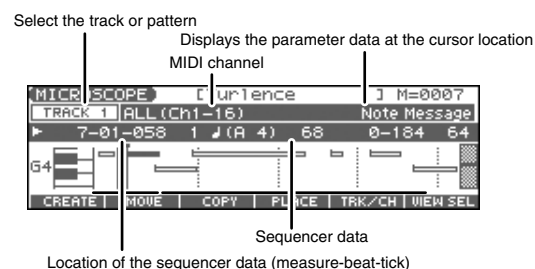 Select the track or pattern
Displays the parameter data at the cursor location
MIDI channel
MICROSCOPE M=0007
TRACK 1 ALL(Ch1-16) Note Message
7-01-058 1 ♩(A 4) 68 0-184 64
G4
CREATE MOVE COPY PLACE TRK/CH VIEW SEL
Sequencer data
Location of the sequencer data (measure-beat-tick)